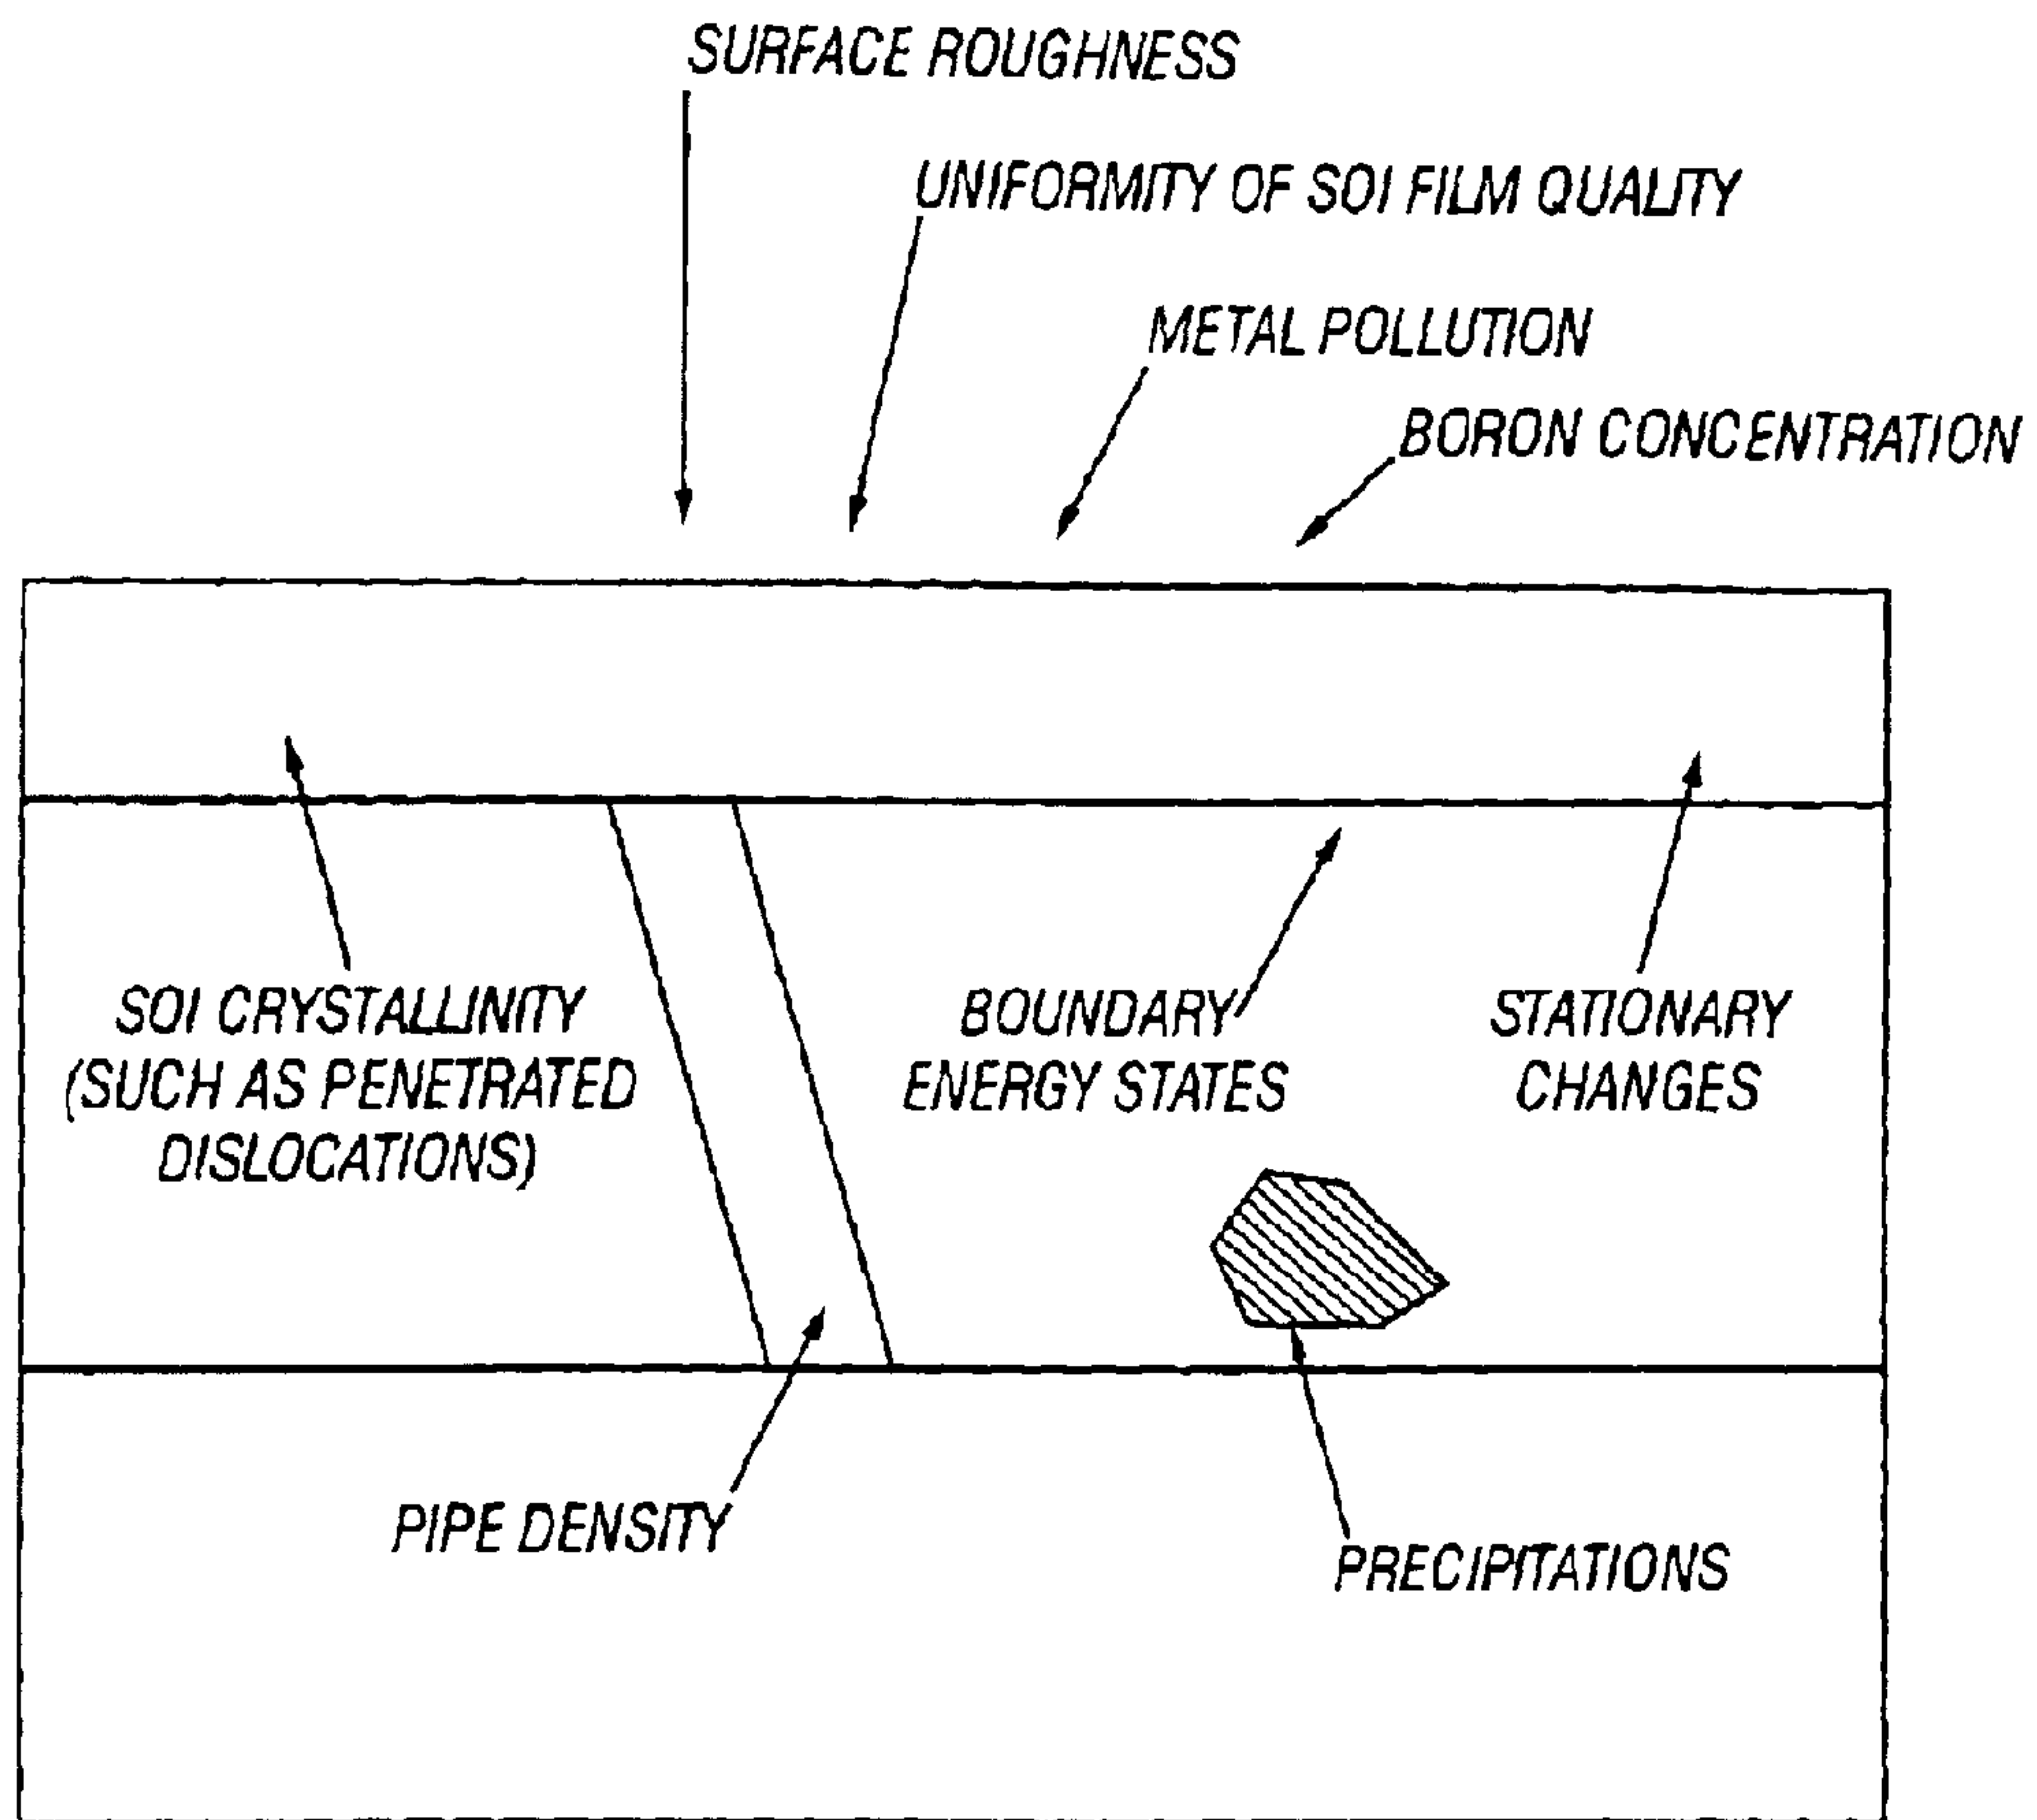 SURFACE ROUGHNESS
UNIFORMITY OF SOI FILM QUALITY
METAL POLLUTION
BORON CONCENTRATION
SOI CRYSTALLINITY
(SUCH AS PENETRATED
DISLOCATIONS)
BOUNDARY
ENERGY STATES
STATIONARY
CHANGES
PIPE DENSITY
PRECIPITATIONS